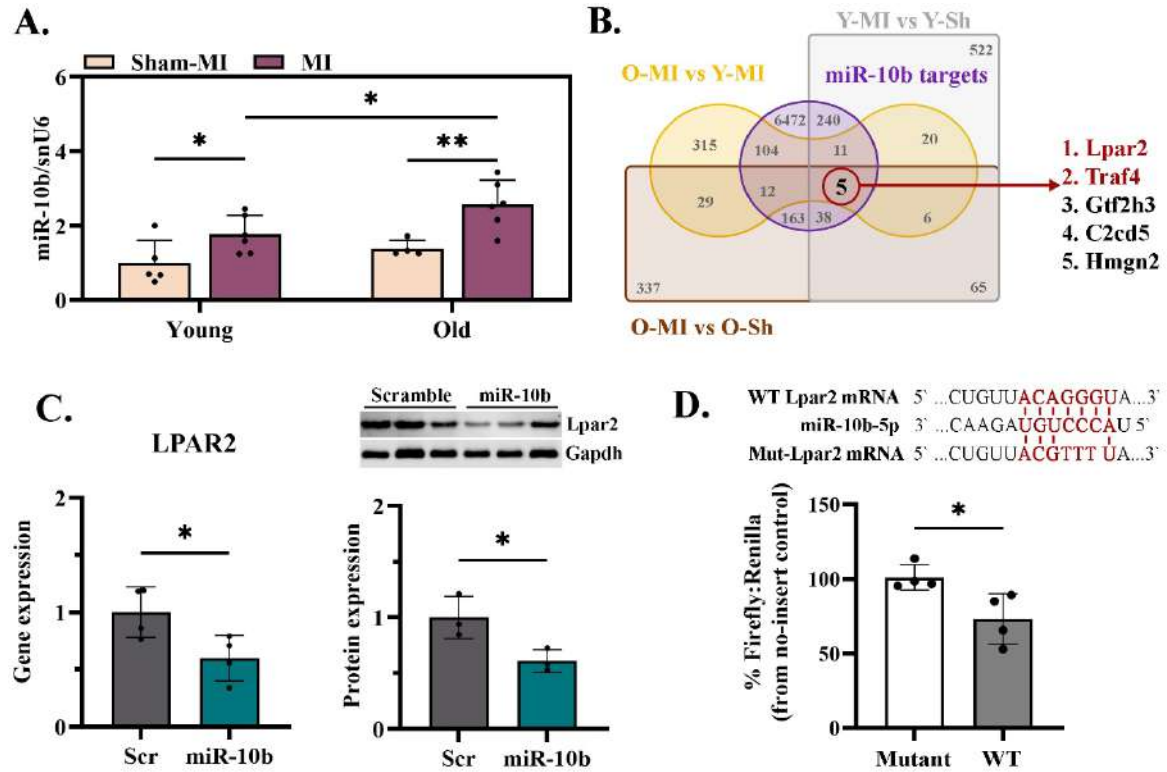 A.
Sham-MI MI
miR-10b/snU6
6
4
2
0
*
*
**
Young Old
B.
Y-MI vs Y-Sh
522
O-MI vs Y-MI
miR-10b targets
6472 240
315 104 11 20
29 12 5 6
163 38
337 65
O-MI vs O-Sh
1. Lpar2
2. Traf4
3. Gtf2h3
4. C2cd5
5. Hmgn2
C.
LPAR2
Gene expression
2
1
0
*
Scr miR-10b
Scramble miR-10b
Lpar2
Gapdh
Protein expression
2
1
0
*
Scr miR-10b
D.
WT Lpar2 mRNA 5` ...CUGUUACAGGGUA...3`
miR-10b-5p 3` ...CAAGAUGUCCCAU 5`
Mut-Lpar2 mRNA 5` ...CUGUUACGTTT UA...3`
% Firefly:Renilla
(from no-insert control)
150
100
50
0
*
Mutant WT